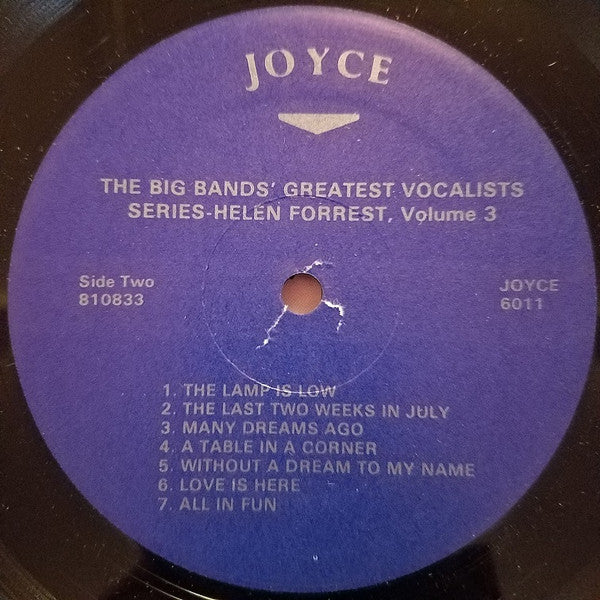 JOYCE
THE BIG BANDS' GREATEST VOCALISTS
SERIES-HELEN FORREST, Volume 3
Side Two
810833
JOYCE
6011
1. THE LAMP IS LOW
2. THE LAST TWO WEEKS IN JULY
3. MANY DREAMS AGO
4. A TABLE IN A CORNER
5. WITHOUT A DREAM TO MY NAME
6. LOVE IS HERE
7. ALL IN FUN